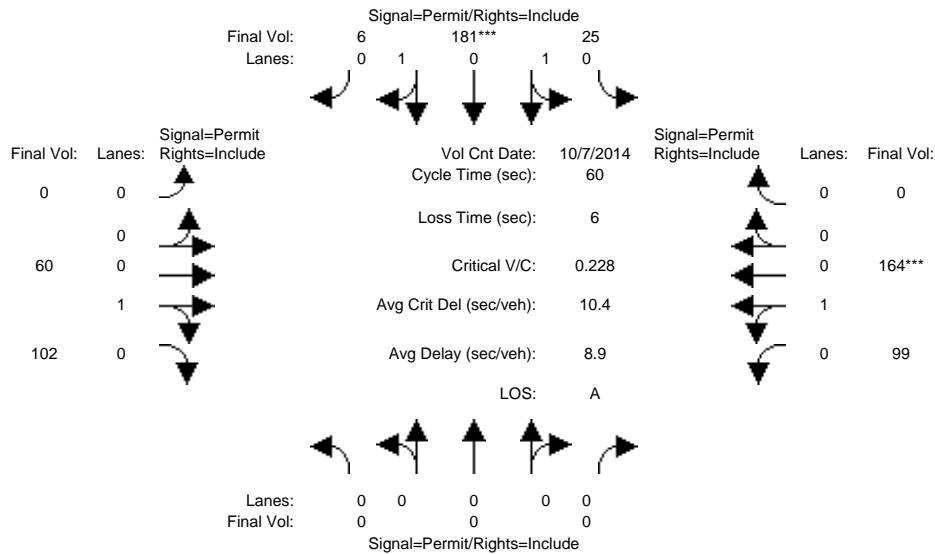 Signal=Permit/Rights=Include
Final Vol: 6 181*** 25
Lanes: 0 1 0 1 0
Signal=Permit Signal=Permit
Final Vol: Lanes: Rights=Include Vol Cnt Date: 10/7/2014 Rights=Include Lanes: Final Vol:
Cycle Time (sec): 60
0 0 0 0
Loss Time (sec): 6
0 0
60 0 Critical V/C: 0.228 0 164***
1 Avg Crit Del (sec/veh): 10.4 1
102 0 Avg Delay (sec/veh): 8.9 0 99
LOS: A
Lanes: 0 0 0 0 0
Final Vol: 0 0 0
Signal=Permit/Rights=Include